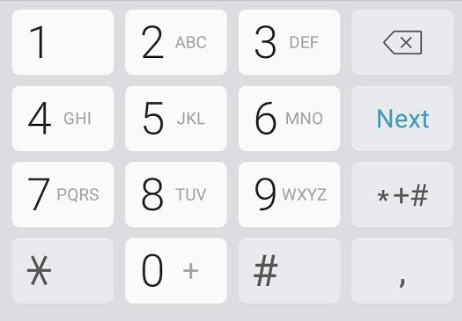 1 2 ABC 3 DEF
4 GHI 5 JKL 6 MNO Next
7 PQRS 8 TUV 9 WXYZ *+#
* 0 + # ,